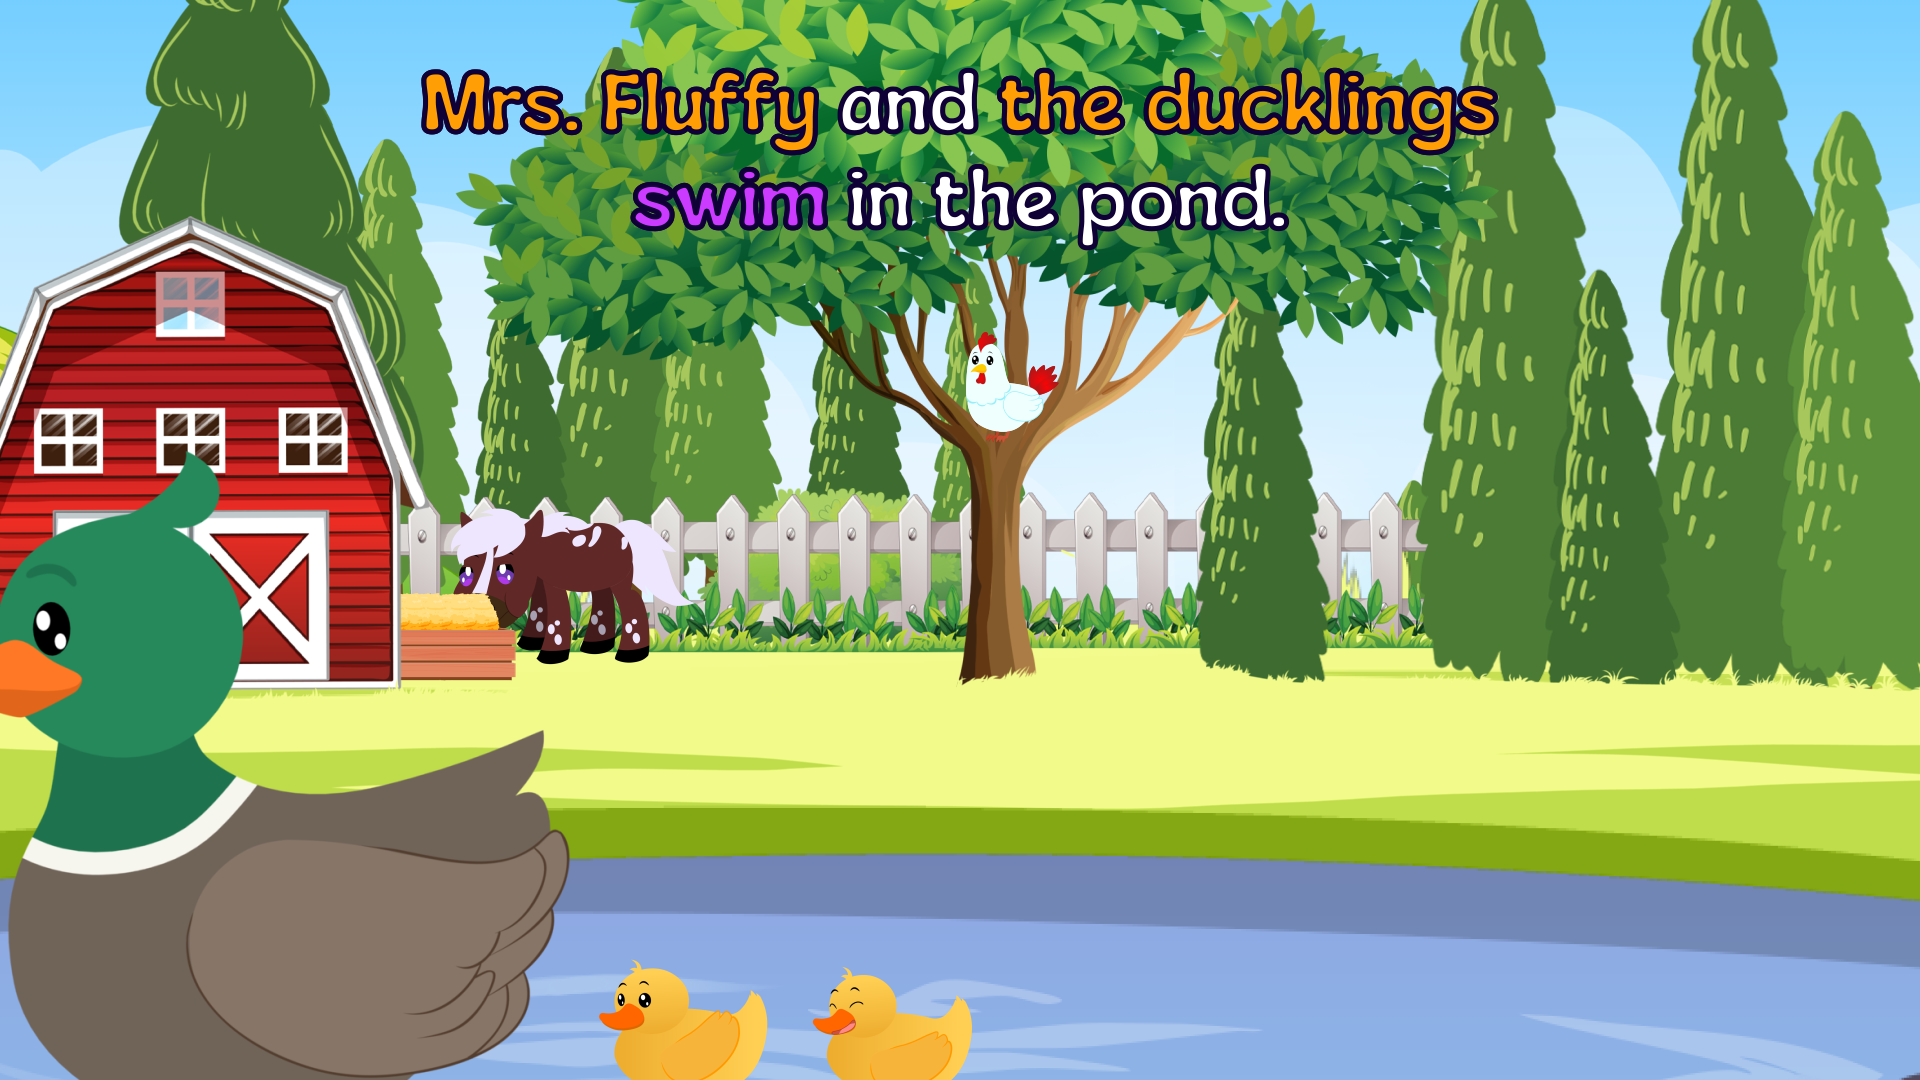 Mrs. Fluffy and the ducklings
swim in the pond.